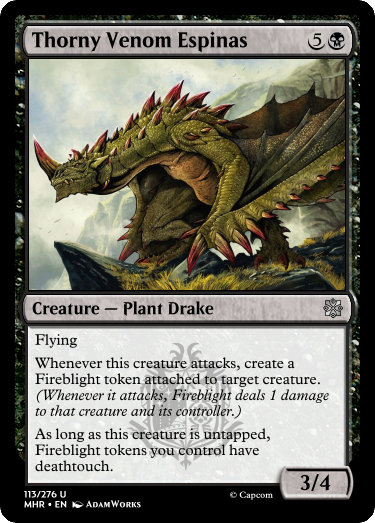 Thorny Venom Espinas 5
Creature — Plant Drake
Flying
Whenever this creature attacks, create a
Fireblight token attached to target creature.
(Whenever it attacks, Fireblight deals 1 damage
to that creature and its controller.)
As long as this creature is untapped,
Fireblight tokens you control have
deathtouch.
3/4
113/276 U
MHR • EN AdamWorks
© Capcom